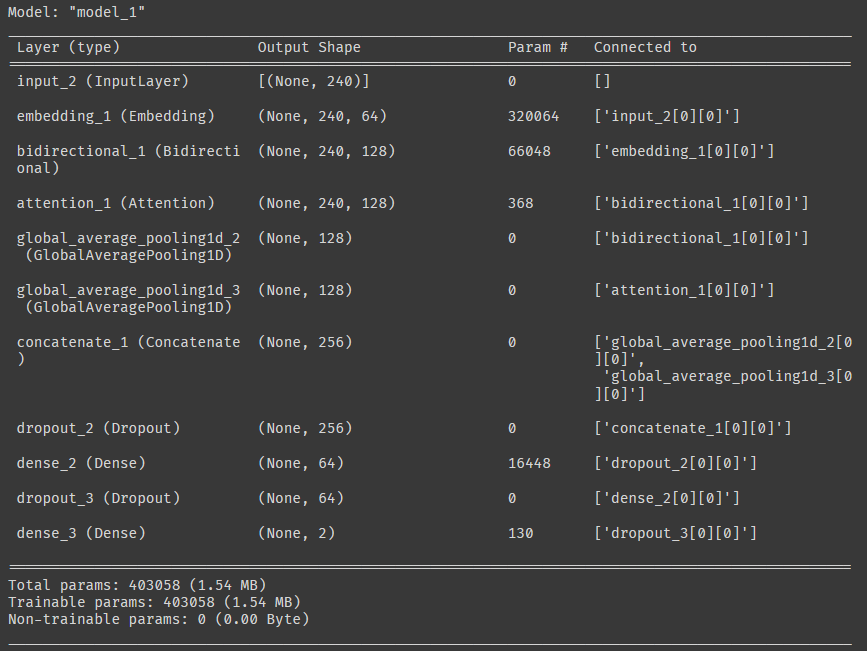 Model: "model_1"
Layer (type) Output Shape Param # Connected to
input_2 (InputLayer) [(None, 240)] 0 []
embedding_1 (Embedding) (None, 240, 64) 320064 ['input_2[0][0]']
bidirectional_1 (Bidirecti (None, 240, 128) 66048 ['embedding_1[0][0]']
onal)
attention_1 (Attention) (None, 240, 128) 368 ['bidirectional_1[0][0]']
global_average_pooling1d_2 (None, 128) 0 ['bidirectional_1[0][0]']
(GlobalAveragePooling1D)
global_average_pooling1d_3 (None, 128) 0 ['attention_1[0][0]']
(GlobalAveragePooling1D)
concatenate_1 (Concatenate (None, 256) 0 ['global_average_pooling1d_2[0
) ][0]',
'global_average_pooling1d_3[0
][0]']
dropout_2 (Dropout) (None, 256) 0 ['concatenate_1[0][0]']
dense_2 (Dense) (None, 64) 16448 ['dropout_2[0][0]']
dropout_3 (Dropout) (None, 64) 0 ['dense_2[0][0]']
dense_3 (Dense) (None, 2) 130 ['dropout_3[0][0]']
Total params: 403058 (1.54 MB)
Trainable params: 403058 (1.54 MB)
Non-trainable params: 0 (0.00 Byte)